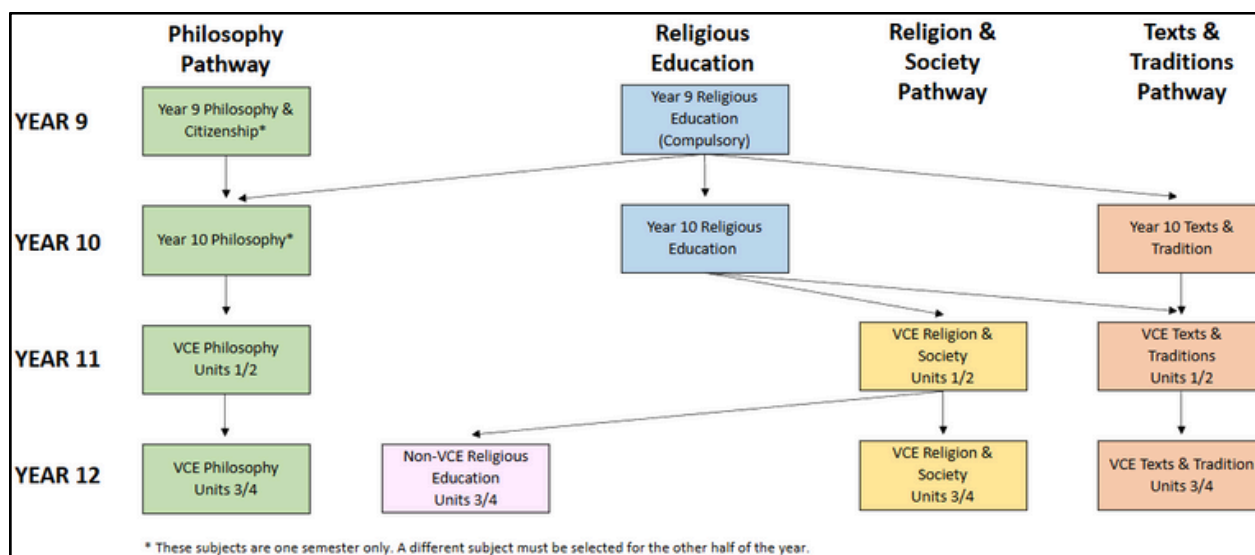 Philosophy
Pathway
Religious
Education
Religion &
Society
Pathway
Texts &
Traditions
Pathway
YEAR 9
Year 9 Philosophy &
Citizenship*
Year 9 Religious
Education
(Compulsory)
YEAR 10
Year 10 Philosophy*
Year 10 Religious
Education
Year 10 Texts &
Tradition
YEAR 11
VCE Philosophy
Units 1/2
VCE Religion &
Society
Units 1/2
VCE Texts &
Traditions
Units 1/2
YEAR 12
VCE Philosophy
Units 3/4
Non-VCE Religious
Education
Units 3/4
VCE Religion &
Society
Units 3/4
VCE Texts & Tradition
Units 3/4
* These subjects are one semester only. A different subject must be selected for the other half of the year.